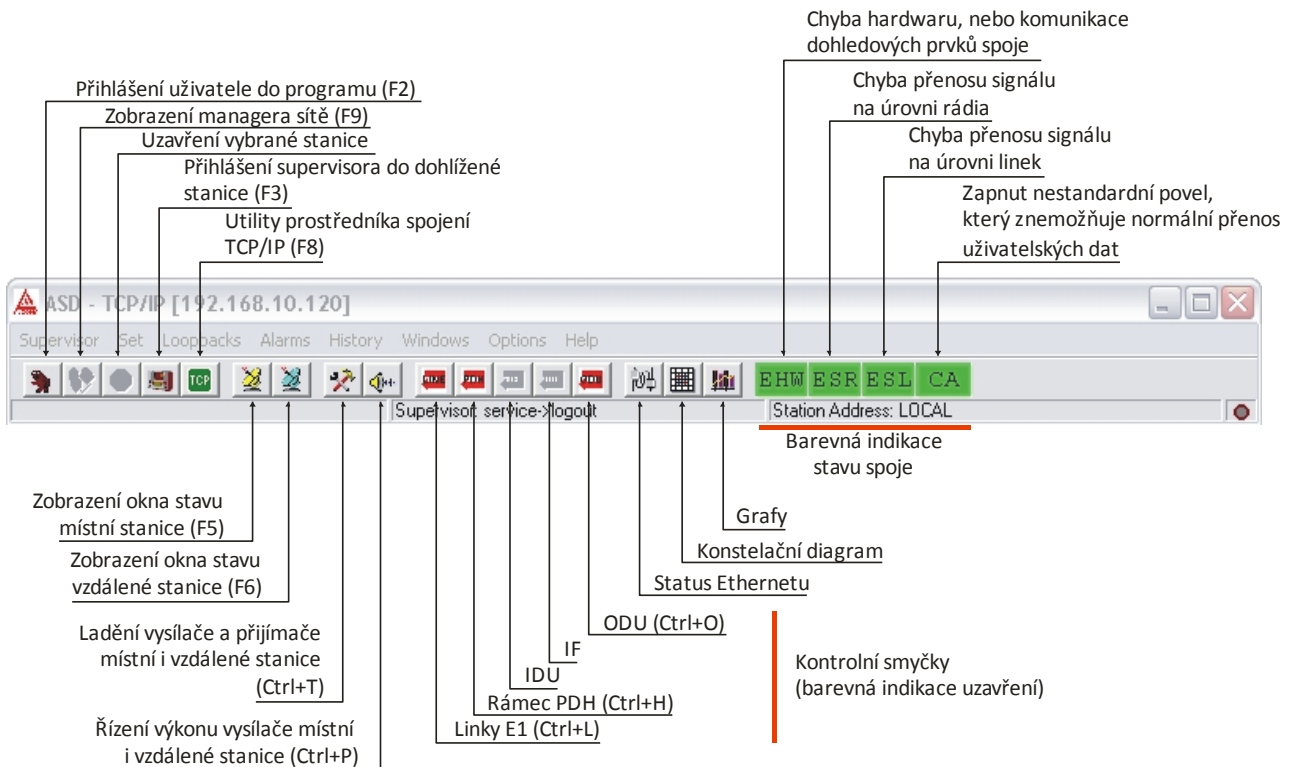 Chyba hardwaru, nebo komunikace
dohledových prvků spoje
Přihlášení uživatele do programu (F2)
Chyba přenosu signálu
na úrovni rádia
Zobrazení managera sítě (F9)
Uzavření vybrané stanice
Chyba přenosu signálu
na úrovni linek
Přihlášení supervisora do dohlížené
stanice (F3)
Zapnut nestandardní povel,
který znemožňuje normální přenos
uživatelských dat
Utility prostředníka spojení
TCP/IP (F8)
ASD - TCP/IP [192.168.10.120]
Supervisor Set Looppacks Alarms History Windows Options Help
TCP
EHW ESR ESL CA
Supervisor: service->logout
Station Address: LOCAL
Barevná indikace
stavu spoje
Zobrazení okna stavu
místní stanice (F5)
Grafy
Zobrazení okna stavu
vzdálené stanice (F6)
Konstelační diagram
Status Ethernetu
Ladění vysílače a přijímače
místní i vzdálené stanice
(Ctrl+T)
ODU (Ctrl+O)
IF
IDU
Rámec PDH (Ctrl+H)
Linky E1 (Ctrl+L)
Kontrolní smyčky
(barevná indikace uzavření)
Řízení výkonu vysílače místní
i vzdálené stanice (Ctrl+P)